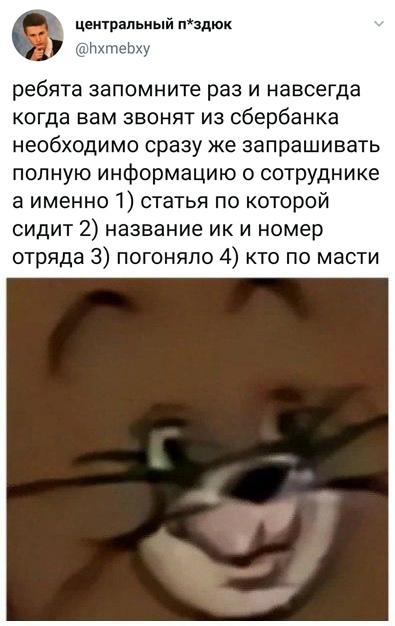 центральный п*здюк
@hxmebxy
ребята запомните раз и навсегда
когда вам звонят из сбербанка
необходимо сразу же запрашивать
полную информацию о сотруднике
а именно 1) статья по которой
сидит 2) название ик и номер
отряда 3) погоняло 4) кто по масти